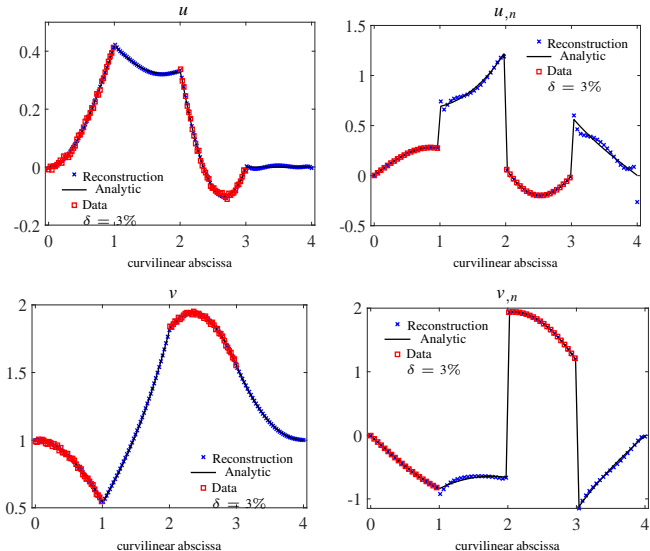 u
u,n
0.4
0.2
0
-0.2
0 1 2 3 4
curvilinear abscissa
× Reconstruction
Analytic
Data
δ = 3%
1.5
1
0.5
0
-0.5
0 1 2 3 4
curvilinear abscissa
× Reconstruction
Analytic
Data
δ = 3%
v
v,n
2
1.5
1
0.5
0 1 2 3 4
curvilinear abscissa
× Reconstruction
Analytic
Data
δ = 3%
2
1
0
-1
0 1 2 3 4
curvilinear abscissa
× Reconstruction
Analytic
Data
δ = 3%